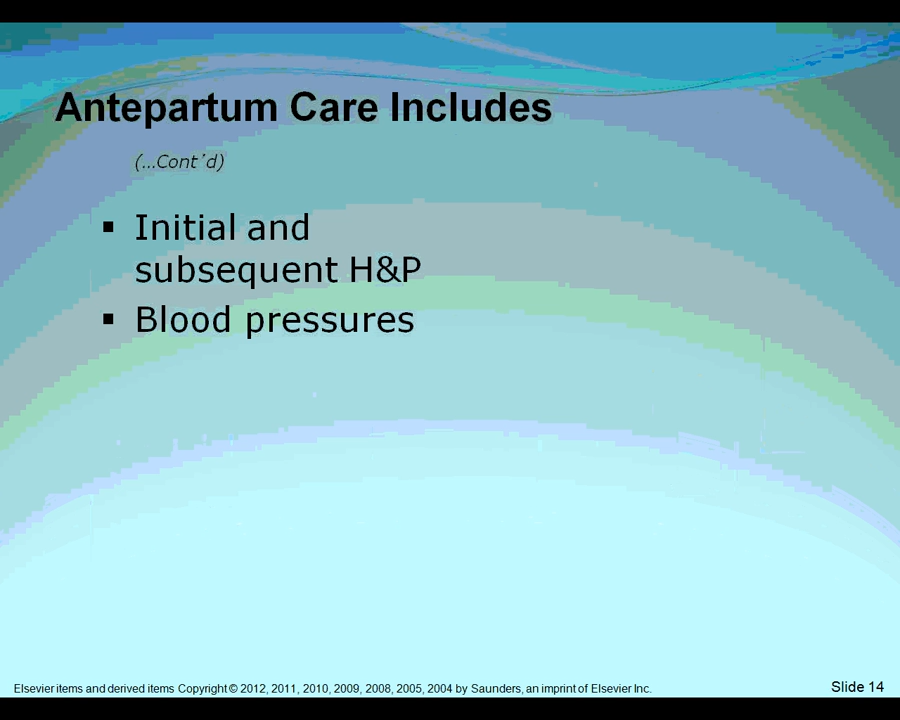 Antepartum Care Includes
(...Cont'd)
▪ Initial and
subsequent H&P
▪ Blood pressures
Elsevier items and derived items Copyright © 2012, 2011, 2010, 2009, 2008, 2005, 2004 by Saunders, an imprint of Elsevier Inc.
Slide 14